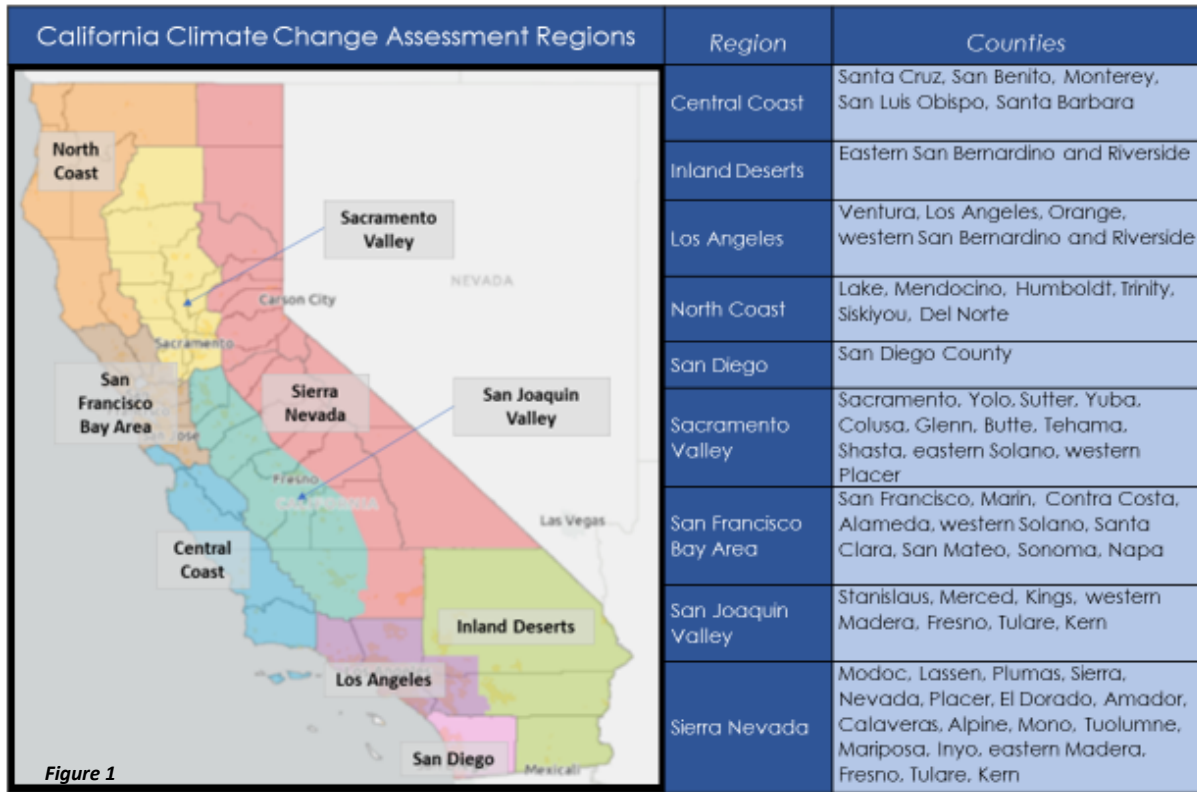 California Climate Change Assessment Regions
Region
Counties
North
Coast
Sacramento
Valley
NEVADA
Carson City
Sacramento
San
Francisco
Bay Area
San Jose
Sierra
Nevada
San Joaquin
Valley
Fresno
CALIFORNIA
Las Vegas
Central
Coast
Inland Deserts
Los Angeles
San Diego
Mexicali
Figure 1
Central Coast
Santa Cruz, San Benito, Monterey,
San Luis Obispo, Santa Barbara
Inland Deserts
Eastern San Bernardino and Riverside
Los Angeles
Ventura, Los Angeles, Orange,
western San Bernardino and Riverside
North Coast
Lake, Mendocino, Humboldt, Trinity,
Siskiyou, Del Norte
San Diego
San Diego County
Sacramento
Valley
Sacramento, Yolo, Sutter, Yuba,
Colusa, Glenn, Butte, Tehama,
Shasta, eastern Solano, western
Placer
San Francisco
Bay Area
San Francisco, Marin, Contra Costa,
Alameda, western Solano, Santa
Clara, San Mateo, Sonoma, Napa
San Joaquin
Valley
Stanislaus, Merced, Kings, western
Madera, Fresno, Tulare, Kern
Sierra Nevada
Modoc, Lassen, Plumas, Sierra,
Nevada, Placer, El Dorado, Amador,
Calaveras, Alpine, Mono, Tuolumne,
Mariposa, Inyo, eastern Madera,
Fresno, Tulare, Kern